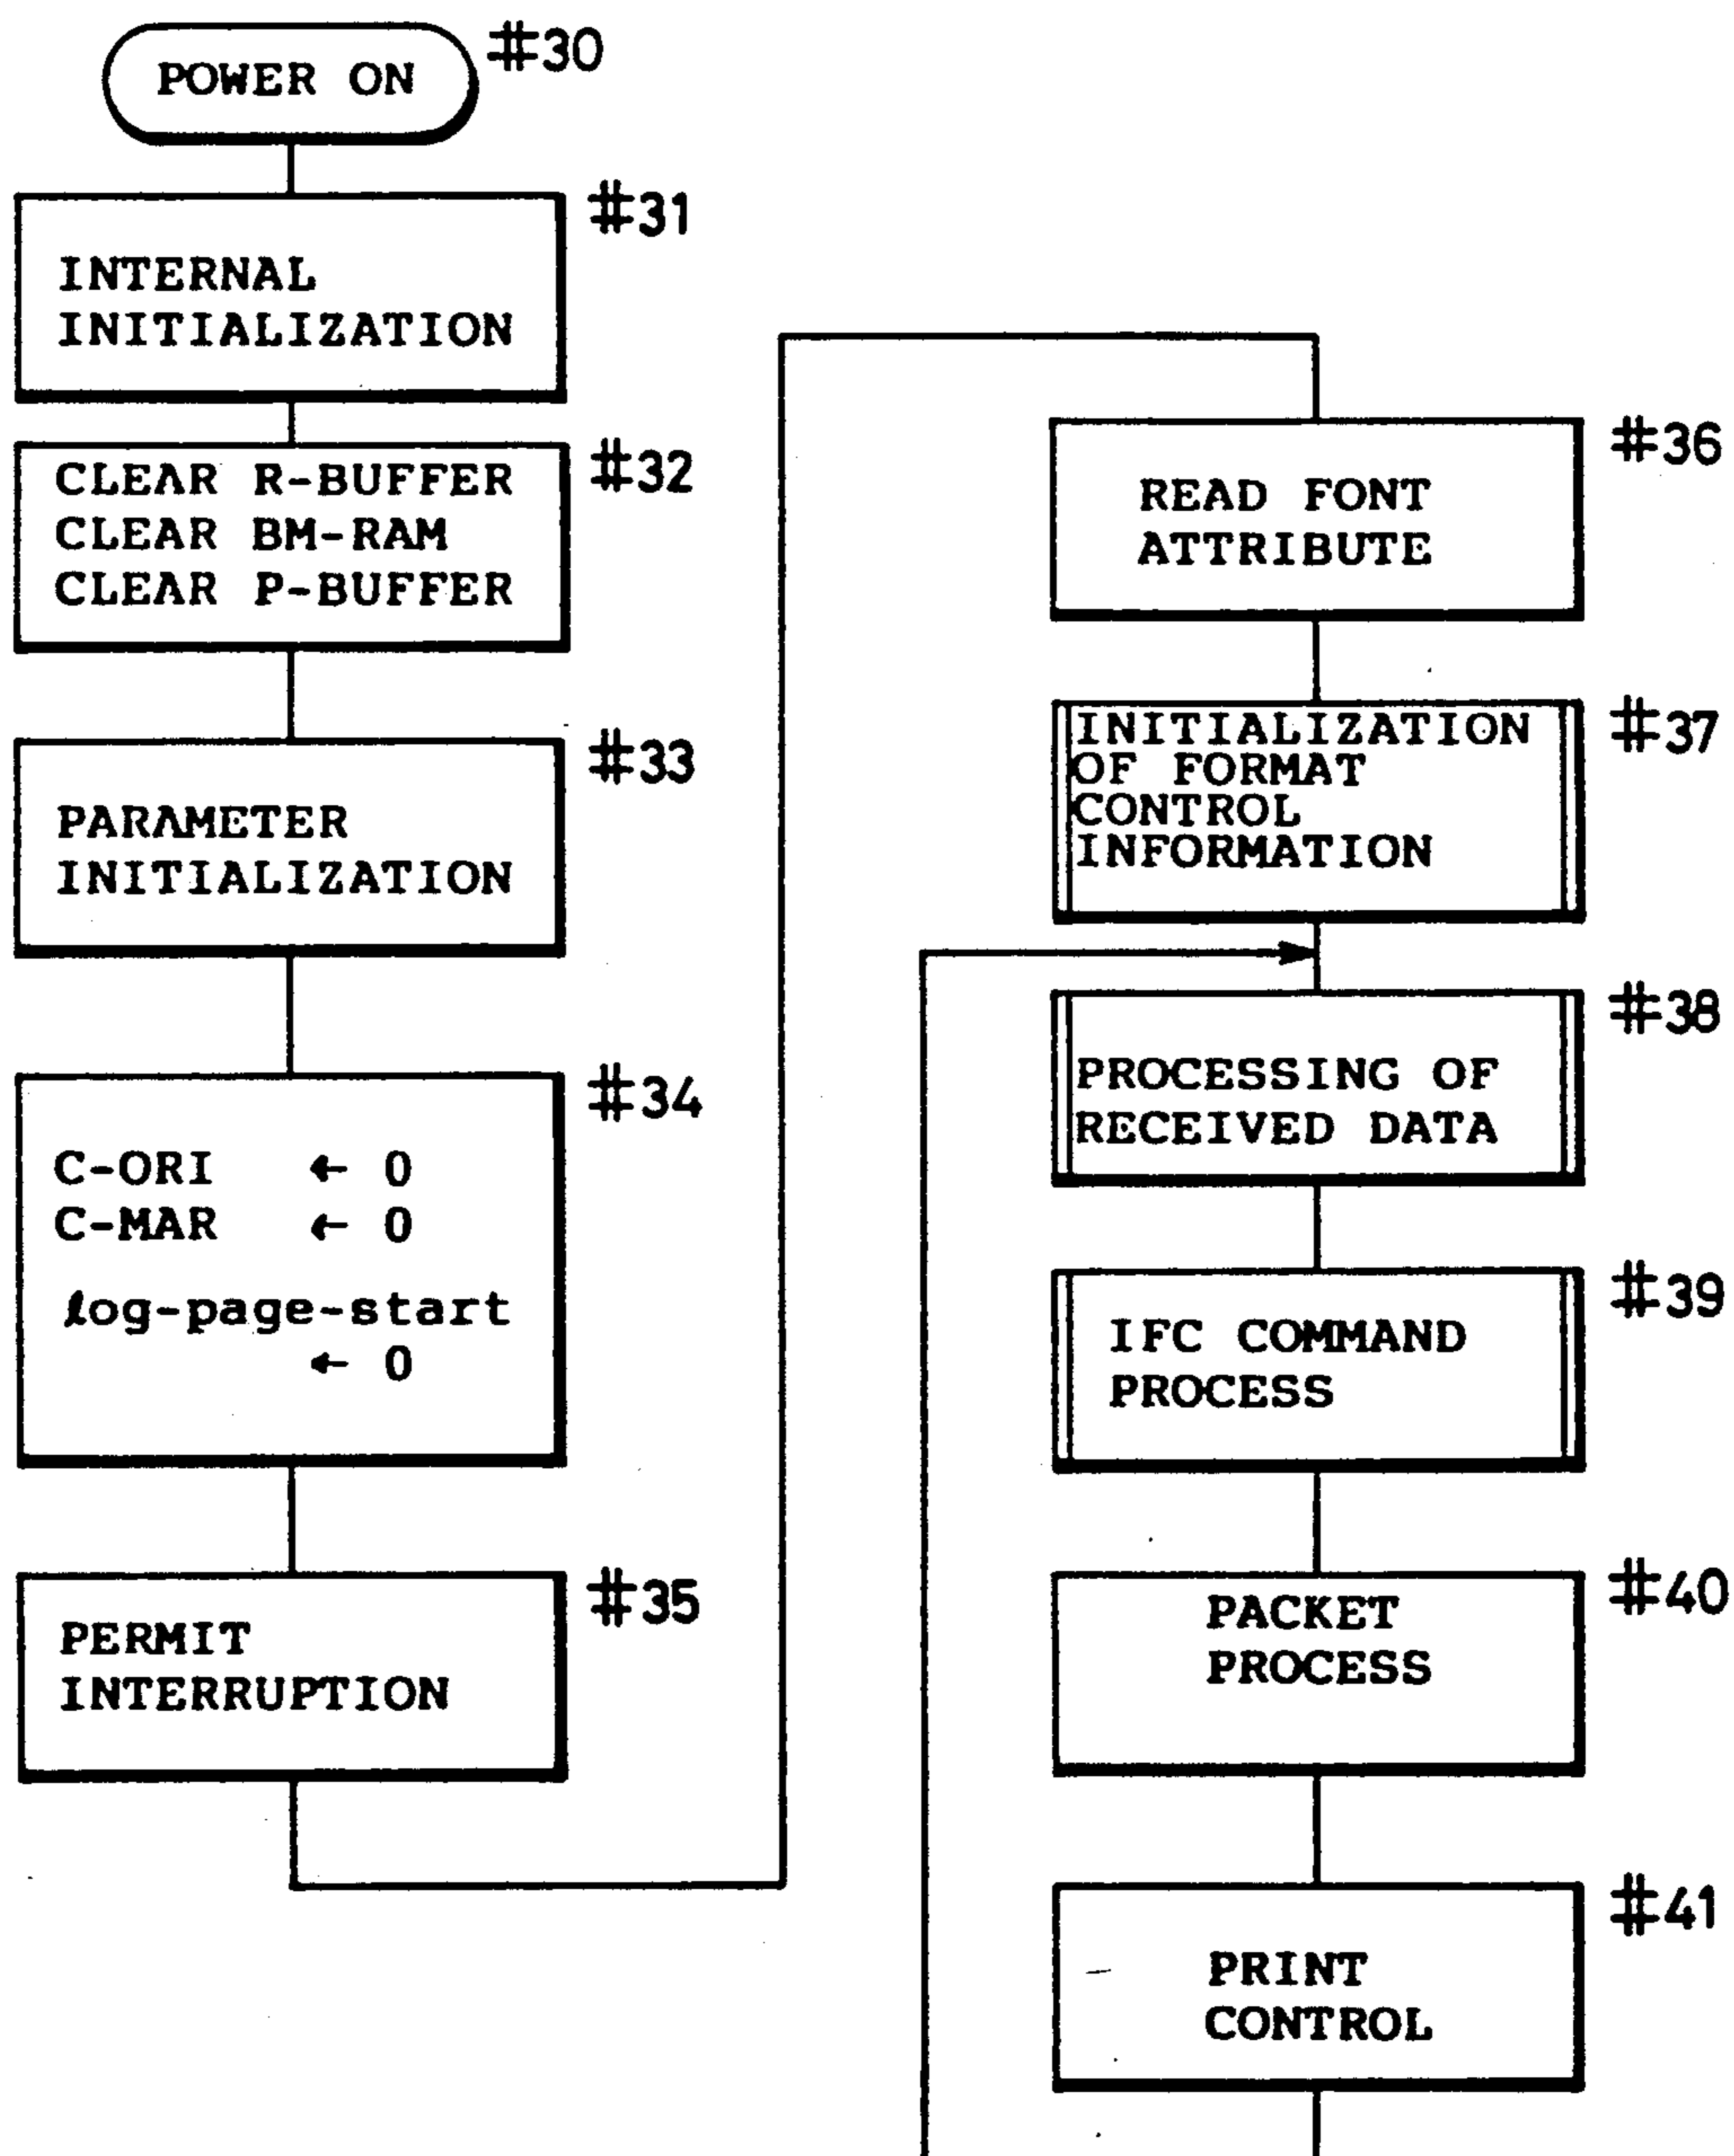 POWER ON
#30
#31
INTERNAL
INITIALIZATION
#32
CLEAR R-BUFFER
CLEAR BM-RAM
CLEAR P-BUFFER
#33
PARAMETER
INITIALIZATION
#34
C-ORI ← 0
C-MAR ← 0
log-page-start
← 0
#35
PERMIT
INTERRUPTION
#36
READ FONT
ATTRIBUTE
#37
INITIALIZATION
OF FORMAT
CONTROL
INFORMATION
#38
PROCESSING OF
RECEIVED DATA
#39
IFC COMMAND
PROCESS
#40
PACKET
PROCESS
#41
PRINT
CONTROL